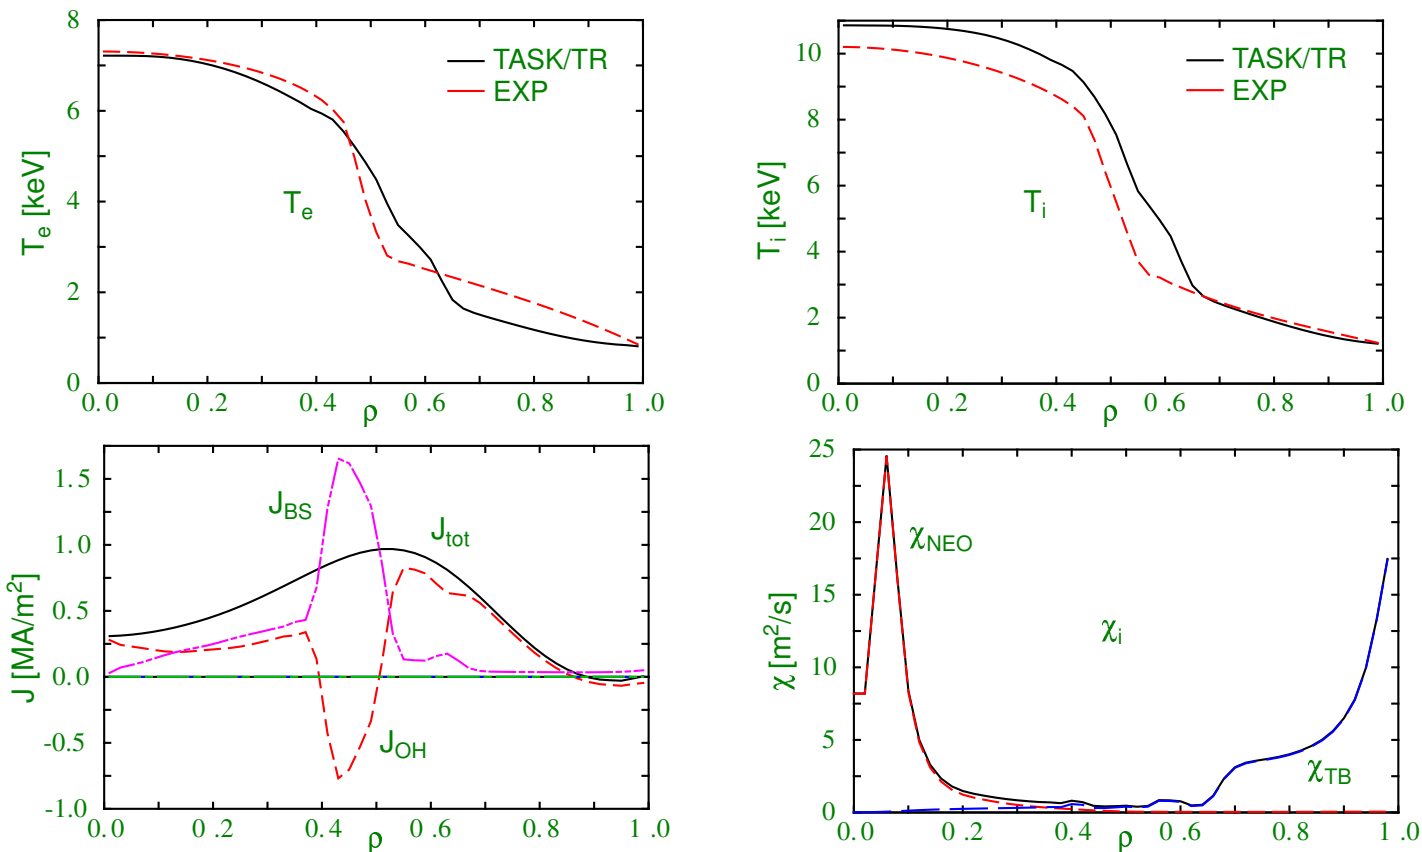 8
6
4
2
0
T_e [keV]
TASK/TR
EXP
T_e
0.0
0.2
0.4
0.6
0.8
1.0
ρ
10
8
6
4
2
0
T_i [keV]
TASK/TR
EXP
T_i
0.0
0.2
0.4
0.6
0.8
1.0
ρ
1.5
1.0
0.5
0.0
-0.5
-1.0
J [MA/m²]
J_BS
J_tot
J_OH
0.0
0.2
0.4
0.6
0.8
1.0
ρ
25
20
15
10
5
0
χ [m²/s]
χ_NEO
χ_i
χ_TB
0.0
0.2
0.4
0.6
0.8
1.0
ρ